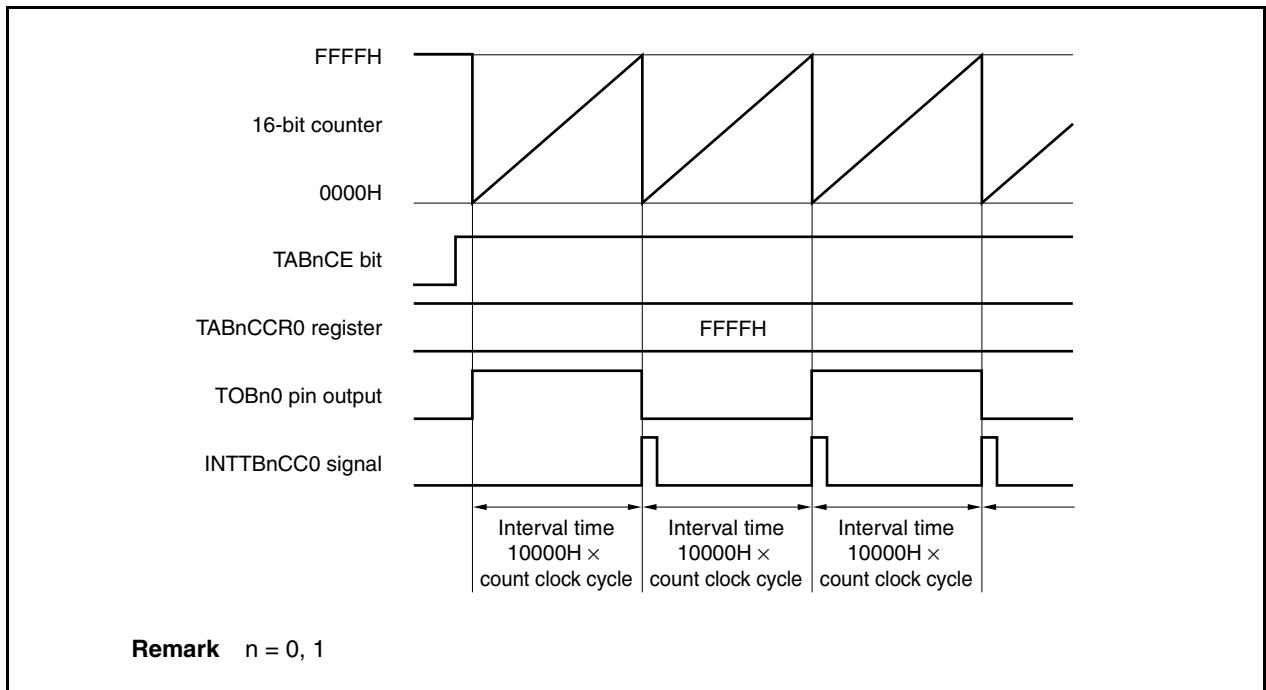 FFFFH
16-bit counter
0000H
TABnCE bit
TABnCCR0 register
FFFFH
TOBn0 pin output
INTTBnCC0 signal
Interval time
10000H ×
count clock cycle
Interval time
10000H ×
count clock cycle
Interval time
10000H ×
count clock cycle
Remark n = 0, 1